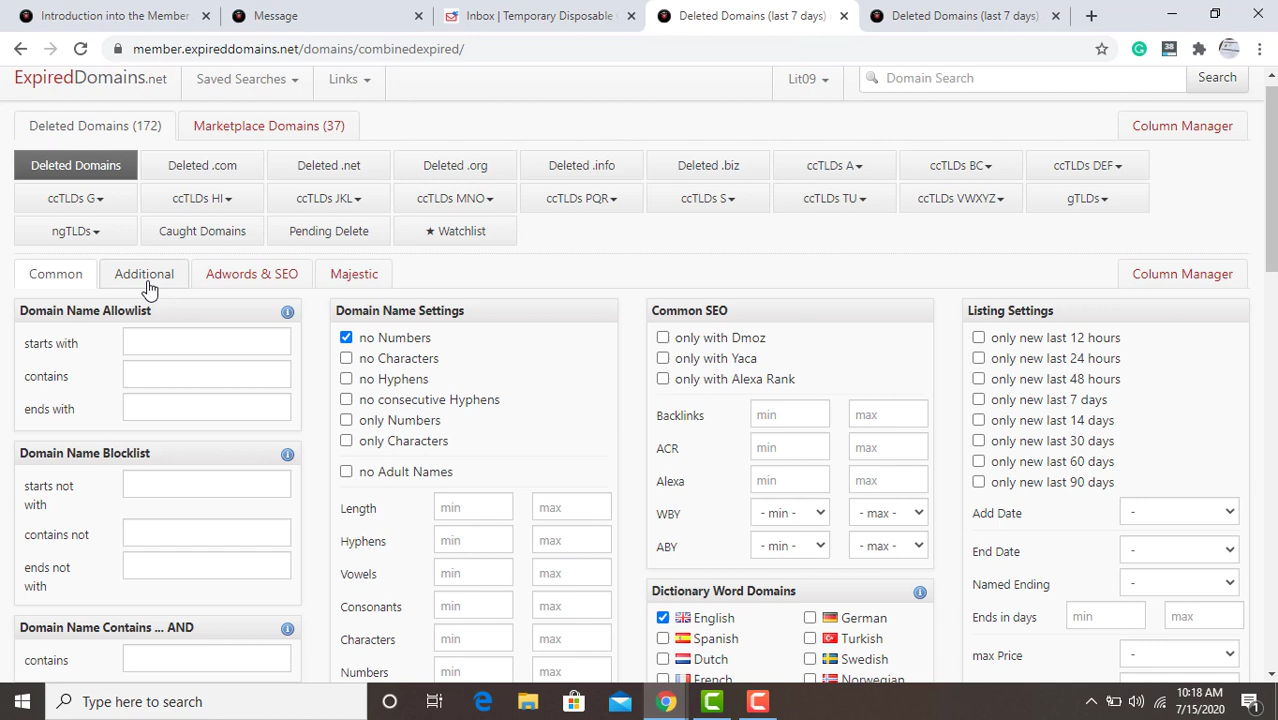 Introduction into the Member
Message
Inbox | Temporary Disposable
Deleted Domains (last 7 days)
Deleted Domains (last 7 days)
member.expireddomains.net/domains/combinedexpired/
38
ExpiredDomains.net
Saved Searches
Links
Lit09
Domain Search
Search
Deleted Domains (172)
Marketplace Domains (37)
Column Manager
Deleted Domains
Deleted .com
Deleted .net
Deleted .org
Deleted .info
Deleted .biz
ccTLDs A
ccTLDs BC
ccTLDs DEF
ccTLDs G
ccTLDs HI
ccTLDs JKL
ccTLDs MNO
ccTLDs PQR
ccTLDs S
ccTLDs TU
ccTLDs VWXYZ
gTLDs
ngTLDs
Caught Domains
Pending Delete
★ Watchlist
Common
Additional
Adwords & SEO
Majestic
Column Manager
Domain Name Allowlist
starts with
contains
ends with
Domain Name Blocklist
starts not
with
contains not
ends not
with
Domain Name Contains ... AND
contains
Domain Name Settings
no Numbers
no Characters
no Hyphens
no consecutive Hyphens
only Numbers
only Characters
no Adult Names
Length min max
Hyphens min max
Vowels min max
Consonants min max
Characters min max
Numbers min max
Common SEO
only with Dmoz
only with Yaca
only with Alexa Rank
Backlinks min max
ACR min max
Alexa min max
WBY - min - - max -
ABY - min - - max -
Dictionary Word Domains
English German
Spanish Turkish
Dutch Swedish
French Norwegian
Listing Settings
only new last 12 hours
only new last 24 hours
only new last 48 hours
only new last 7 days
only new last 14 days
only new last 30 days
only new last 60 days
only new last 90 days
Add Date -
End Date -
Named Ending -
Ends in days min max
max Price -
Type here to search
10:18 AM
7/15/2020
1